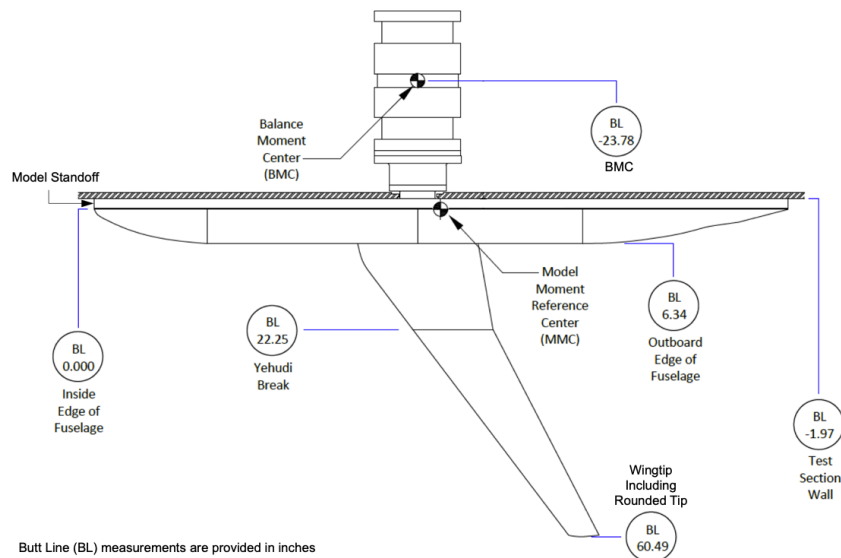 BL
-23.78
BMC
Balance
Moment
Center
(BMC)
Model Standoff
Model
Moment
Reference
Center
(MMC)
BL
6.34
Outboard
Edge of
Fuselage
BL
22.25
Yehudi
Break
BL
0.000
Inside
Edge of
Fuselage
BL
-1.97
Test
Section
Wall
Wingtip
Including
Rounded Tip
BL
60.49
Butt Line (BL) measurements are provided in inches